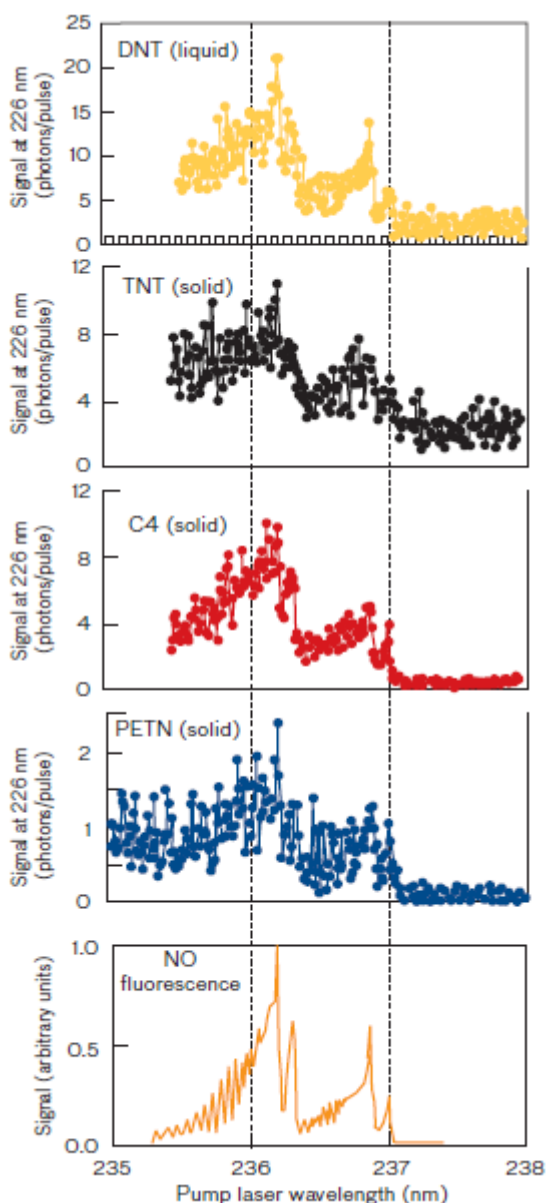 25
DNT (liquid)
20
15
10
5
0
Signal at 226 nm
(photons/pulse)
12
TNT (solid)
8
4
0
Signal at 226 nm
(photons/pulse)
12
C4 (solid)
8
4
0
Signal at 226 nm
(photons/pulse)
PETN (solid)
2
1
0
Signal at 226 nm
(photons/pulse)
1.0
NO
fluorescence
0.5
0.0
Signal (arbitrary units)
235 236 237 238
Pump laser wavelength (nm)